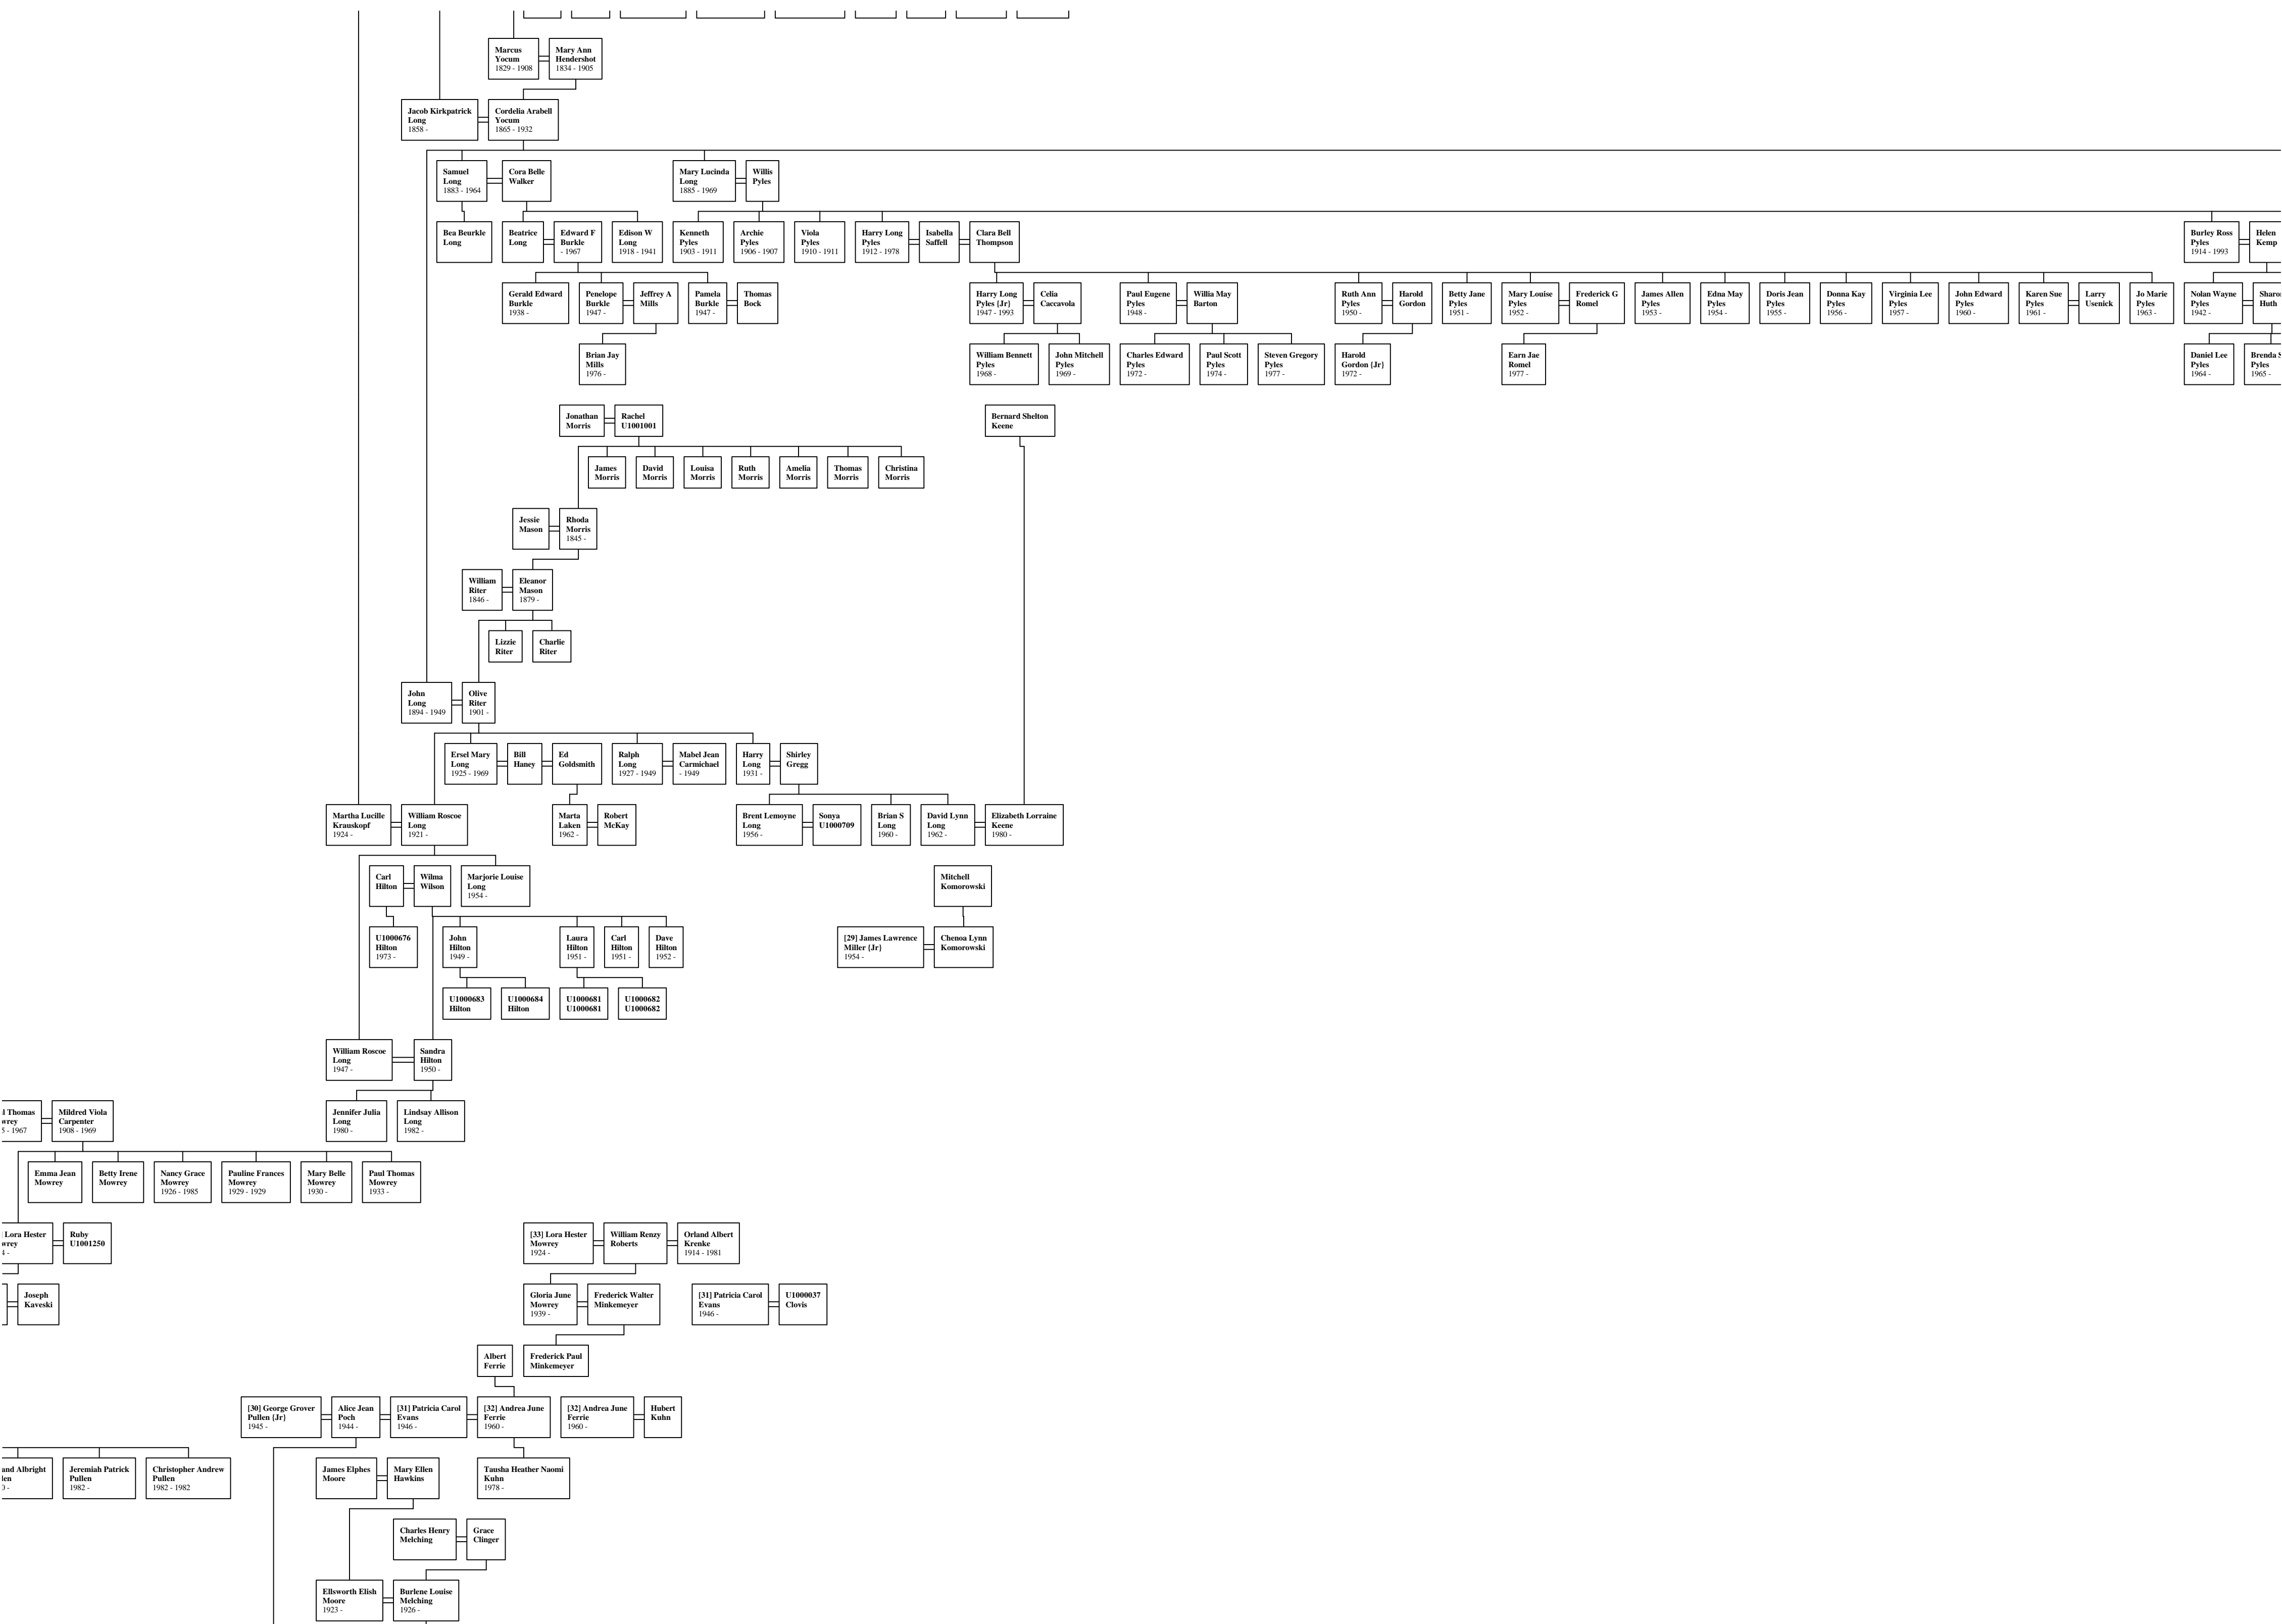 Marcus
Yocum
1829 - 1908
Mary Ann
Hendershot
1834 - 1905
Jacob Kirkpatrick
Long
1858 -
Cordelia Arabell
Yocum
1865 - 1932
Samuel
Long
1883 - 1964
Cora Belle
Walker
Mary Lucinda
Long
1885 - 1969
Willis
Pyles
Bea Beurkle
Long
Beatrice
Long
Edward F
Burkle
- 1967
Edison W
Long
1918 - 1941
Kenneth
Pyles
1903 - 1911
Archie
Pyles
1906 - 1907
Viola
Pyles
1910 - 1911
Harry Long
Pyles
1912 - 1978
Isabella
Saffell
Clara Bell
Thompson
Burley Ross
Pyles
1914 - 1993
Helen
Kemp
Gerald Edward
Burkle
1938 -
Penelope
Burkle
1947 -
Jeffrey A
Mills
Pamela
Burkle
1947 -
Thomas
Bock
Harry Long
Pyles {Jr}
1947 - 1993
Celia
Caccavola
Paul Eugene
Pyles
1948 -
Willia May
Barton
Ruth Ann
Pyles
1950 -
Harold
Gordon
Betty Jane
Pyles
1951 -
Mary Louise
Pyles
1952 -
Frederick G
Romel
James Allen
Pyles
1953 -
Edna May
Pyles
1954 -
Doris Jean
Pyles
1955 -
Donna Kay
Pyles
1956 -
Virginia Lee
Pyles
1957 -
John Edward
Pyles
1960 -
Karen Sue
Pyles
1961 -
Larry
Usenick
Jo Marie
Pyles
1963 -
Nolan Wayne
Pyles
1942 -
Sharo
Huth
Brian Jay
Mills
1976 -
William Bennett
Pyles
1968 -
John Mitchell
Pyles
1969 -
Charles Edward
Pyles
1972 -
Paul Scott
Pyles
1974 -
Steven Gregory
Pyles
1977 -
Harold
Gordon {Jr}
1972 -
Earn Jae
Romel
1977 -
Daniel Lee
Pyles
1964 -
Brenda S
Pyles
1965 -
Jonathan
Morris
Rachel
U1001001
Bernard Shelton
Keene
James
Morris
David
Morris
Louisa
Morris
Ruth
Morris
Amelia
Morris
Thomas
Morris
Christina
Morris
Jessie
Mason
Rhoda
Morris
1845 -
William
Riter
1846 -
Eleanor
Mason
1879 -
Lizzie
Riter
Charlie
Riter
John
Long
1894 - 1949
Olive
Riter
1901 -
Ersel Mary
Long
1925 - 1969
Bill
Haney
Ed
Goldsmith
Ralph
Long
1927 - 1949
Mabel Jean
Carmichael
- 1949
Harry
Long
1931 -
Shirley
Gregg
Martha Lucille
Krauskopf
1924 -
William Roscoe
Long
1921 -
Marta
Laken
1962 -
Robert
McKay
Brent Lemoyne
Long
1956 -
Sonya
U1000709
Brian S
Long
1960 -
David Lynn
Long
1962 -
Elizabeth Lorraine
Keene
1980 -
Carl
Hilton
Wilma
Wilson
Marjorie Louise
Long
1954 -
Mitchell
Komorowski
U1000676
Hilton
1973 -
John
Hilton
1949 -
Laura
Hilton
1951 -
Carl
Hilton
1951 -
Dave
Hilton
1952 -
[29] James Lawrence
Miller {Jr}
1954 -
Chenoa Lynn
Komorowski
U1000683
Hilton
U1000684
Hilton
U1000681
U1000681
U1000682
U1000682
William Roscoe
Long
1947 -
Sandra
Hilton
1950 -
l Thomas
wrey
5 - 1967
Mildred Viola
Carpenter
1908 - 1969
Jennifer Julia
Long
1980 -
Lindsay Allison
Long
1982 -
Emma Jean
Mowrey
Betty Irene
Mowrey
Nancy Grace
Mowrey
1926 - 1985
Pauline Frances
Mowrey
1929 - 1929
Mary Belle
Mowrey
1930 -
Paul Thomas
Mowrey
1933 -
Lora Hester
wrey
4 -
Ruby
U1001250
[33] Lora Hester
Mowrey
1924 -
William Renzy
Roberts
Orland Albert
Krenke
1914 - 1981
Joseph
Kaveski
Gloria June
Mowrey
1939 -
Frederick Walter
Minkemeyer
[31] Patricia Carol
Evans
1946 -
U1000037
Clovis
Albert
Ferrie
Frederick Paul
Minkemeyer
[30] George Grover
Pullen {Jr}
1945 -
Alice Jean
Poch
1944 -
[31] Patricia Carol
Evans
1946 -
[32] Andrea June
Ferrie
1960 -
[32] Andrea June
Ferrie
1960 -
Hubert
Kuhn
and Albright
len
0 -
Jeremiah Patrick
Pullen
1982 -
Christopher Andrew
Pullen
1982 - 1982
James Elphes
Moore
Mary Ellen
Hawkins
Tausha Heather Naomi
Kuhn
1978 -
Charles Henry
Melching
Grace
Clinger
Ellsworth Elish
Moore
1923 -
Burlene Louise
Melching
1926 -